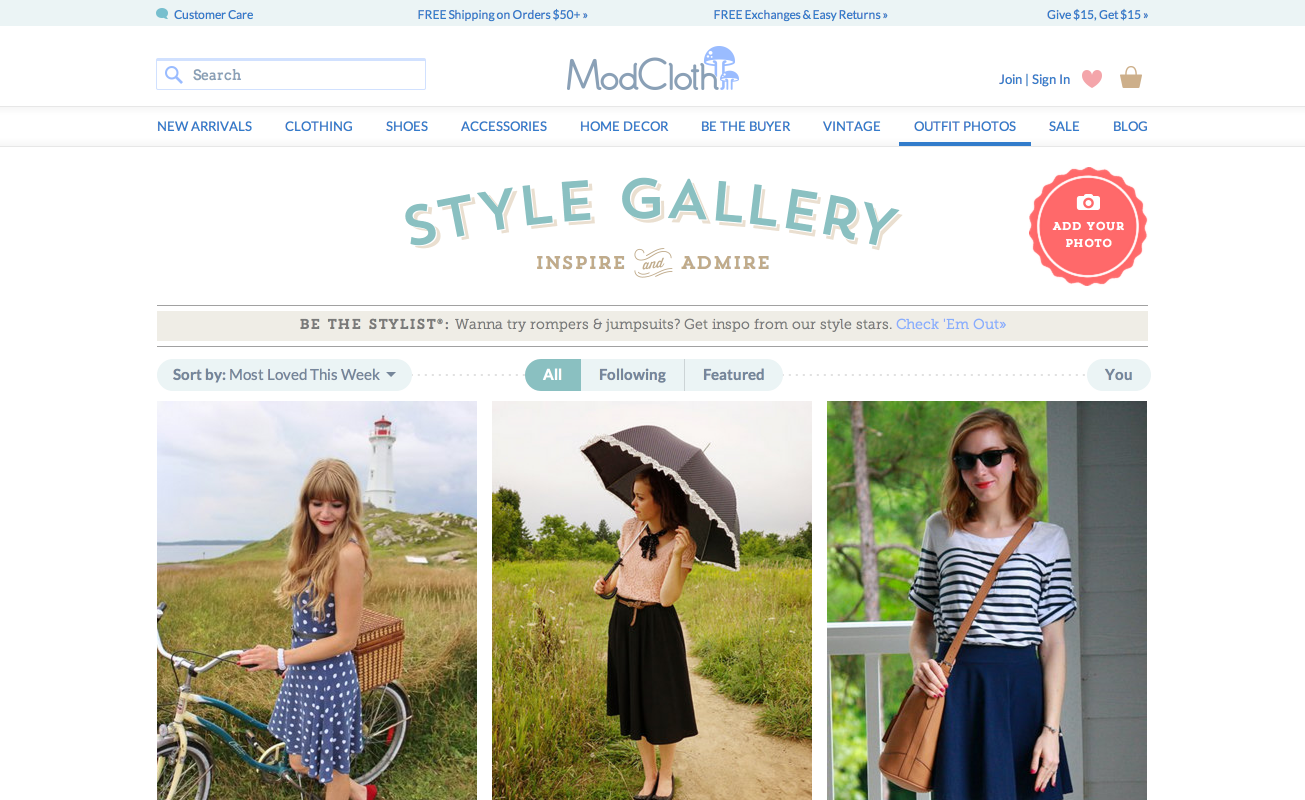 Customer Care
FREE Shipping on Orders $50+ »
FREE Exchanges & Easy Returns »
Give $15, Get $15 »
Search
ModCloth
Join | Sign In
NEW ARRIVALS
CLOTHING
SHOES
ACCESSORIES
HOME DECOR
BE THE BUYER
VINTAGE
OUTFIT PHOTOS
SALE
BLOG
STYLE GALLERY
INSPIRE and ADMIRE
ADD YOUR
PHOTO
BE THE STYLIST®: Wanna try rompers & jumpsuits? Get inspo from our style stars. Check 'Em Out»
Sort by: Most Loved This Week
All
Following
Featured
You